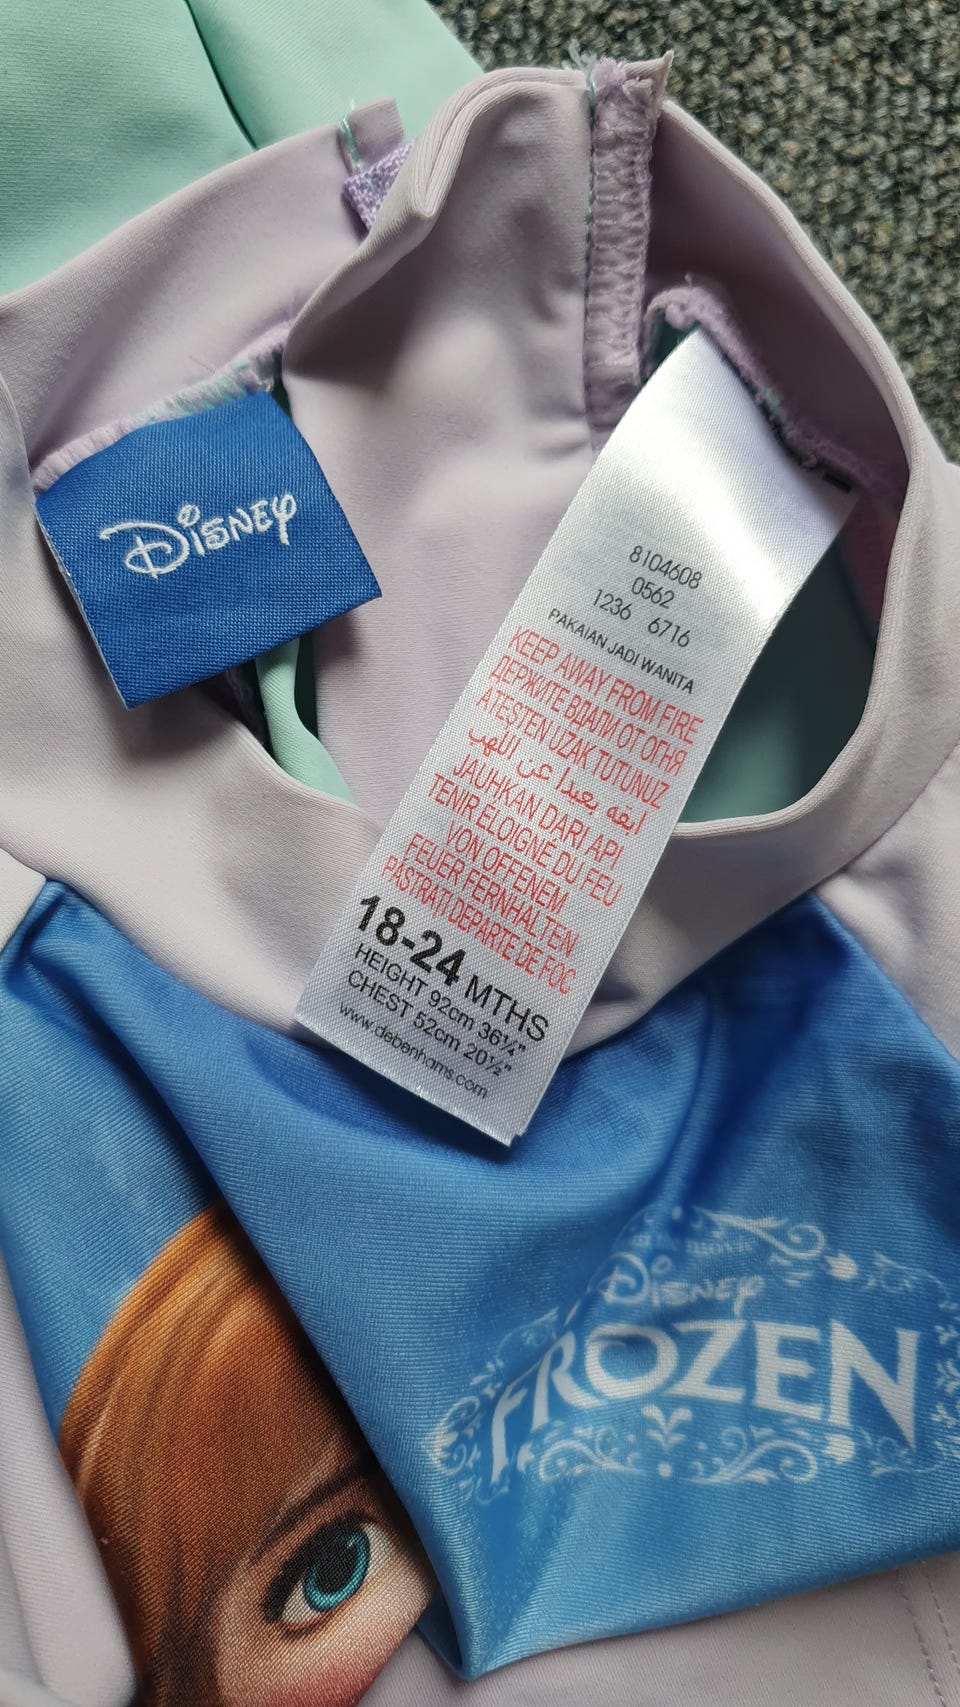 Disney
8104608
0562
1236 6716
PAKAIAN JADI WANITA
KEEP AWAY FROM FIRE
ДЕРЖИТЕ ВДАЛИ ОТ ОГНЯ
ATEŞTEN UZAK TUTUNUZ
ابقه بعيدا عن اللهب
JAUHKAN DARI API
TENIR ÉLOIGNÉ DU FEU
VON OFFENEM
FEUER FERNHALTEN
PĂSTRAȚI DEPARTE DE FOC
18-24 MTHS
HEIGHT 92cm 36¼"
CHEST 52cm 20½"
www.debenhams.com
Disney
FROZEN